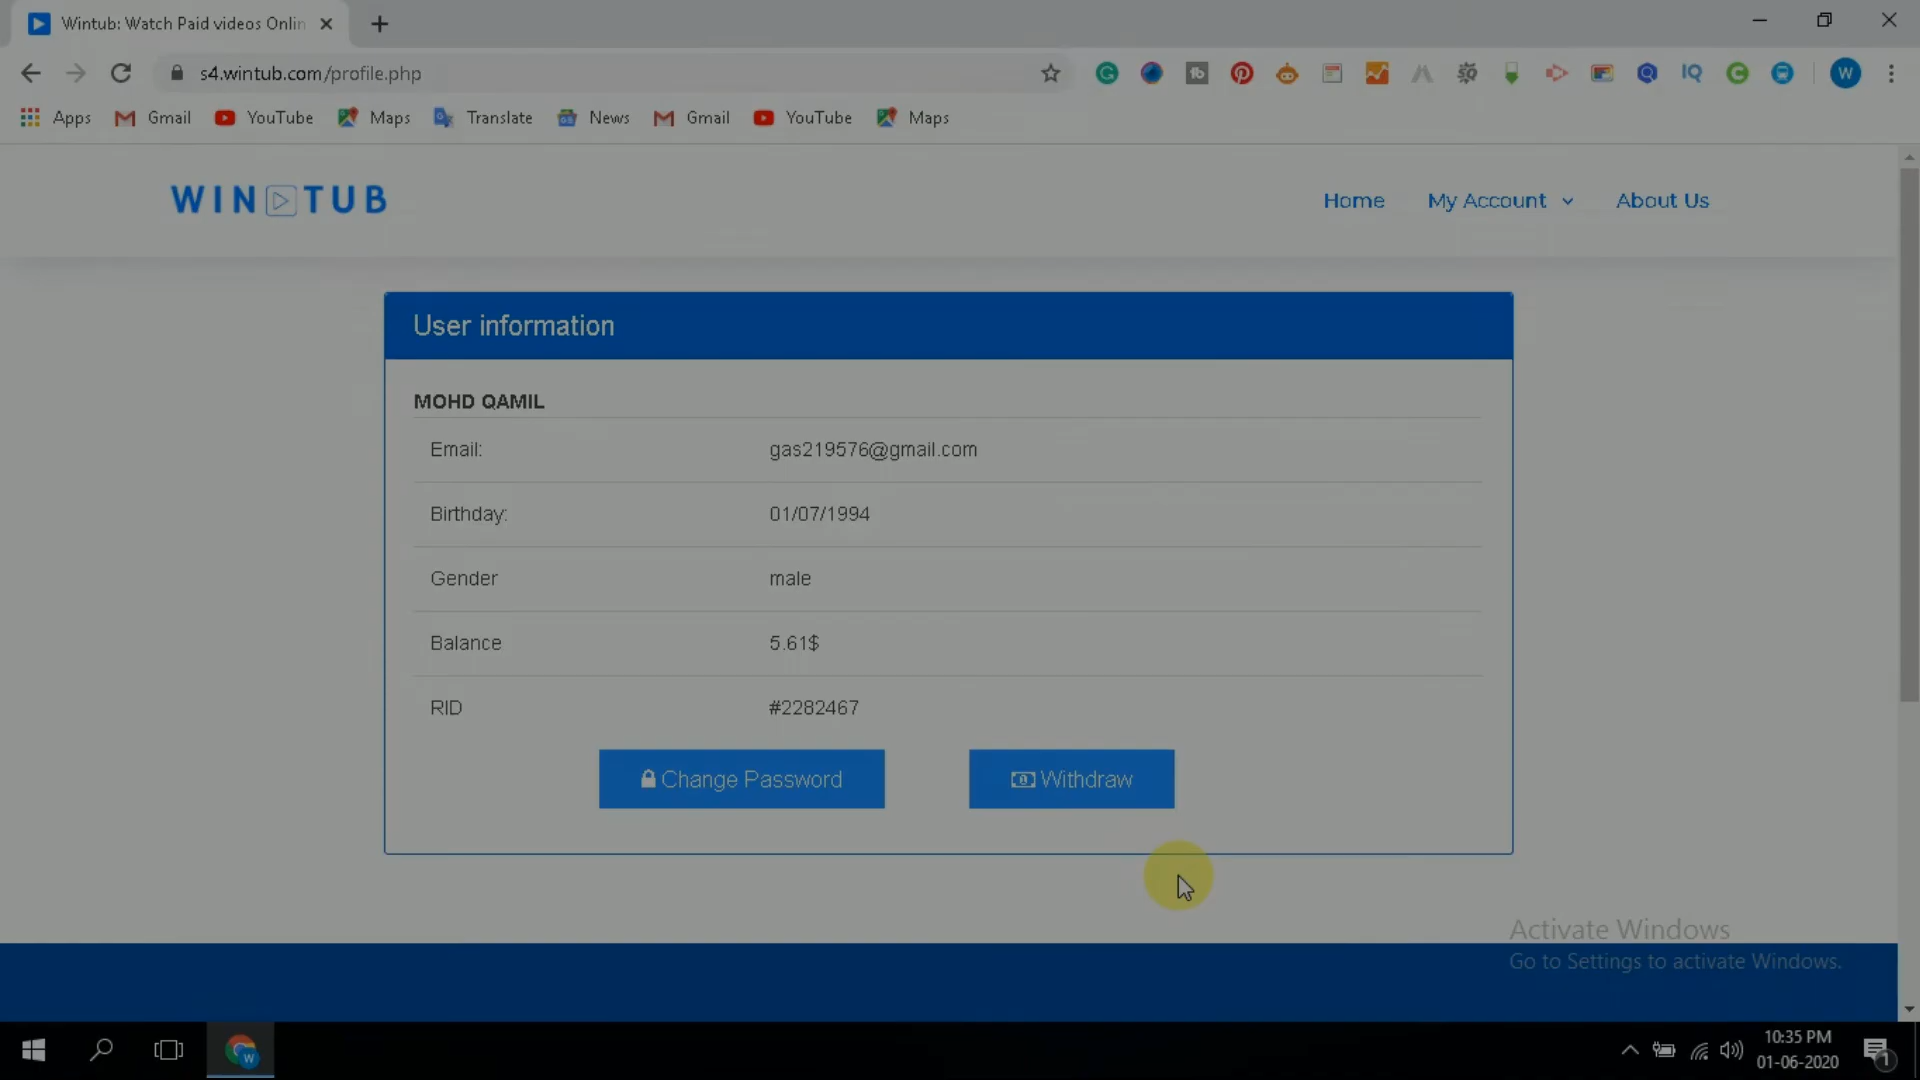 Wintub: Watch Paid videos Onlin
s4.wintub.com/profile.php
Apps Gmail YouTube Maps Translate News Gmail YouTube Maps
WIN TUB
Home My Account About Us
User information
MOHD QAMIL
Email: gas219576@gmail.com
Birthday: 01/07/1994
Gender male
Balance 5.61$
RID #2282467
Change Password Withdraw
Activate Windows
Go to Settings to activate Windows.
10:35 PM
01-06-2020